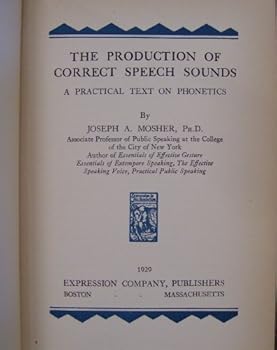 THE PRODUCTION OF
CORRECT SPEECH SOUNDS
A PRACTICAL TEXT ON PHONETICS
By
JOSEPH A. MOSHER, PH.D.
Associate Professor of Public Speaking at the College
of the City of New York
Author of Essentials of Effective Gesture
Essentials of Extempore Speaking, The Effective
Speaking Voice, Practical Public Speaking
1929
EXPRESSION COMPANY, PUBLISHERS
BOSTON - - MASSACHUSETTS